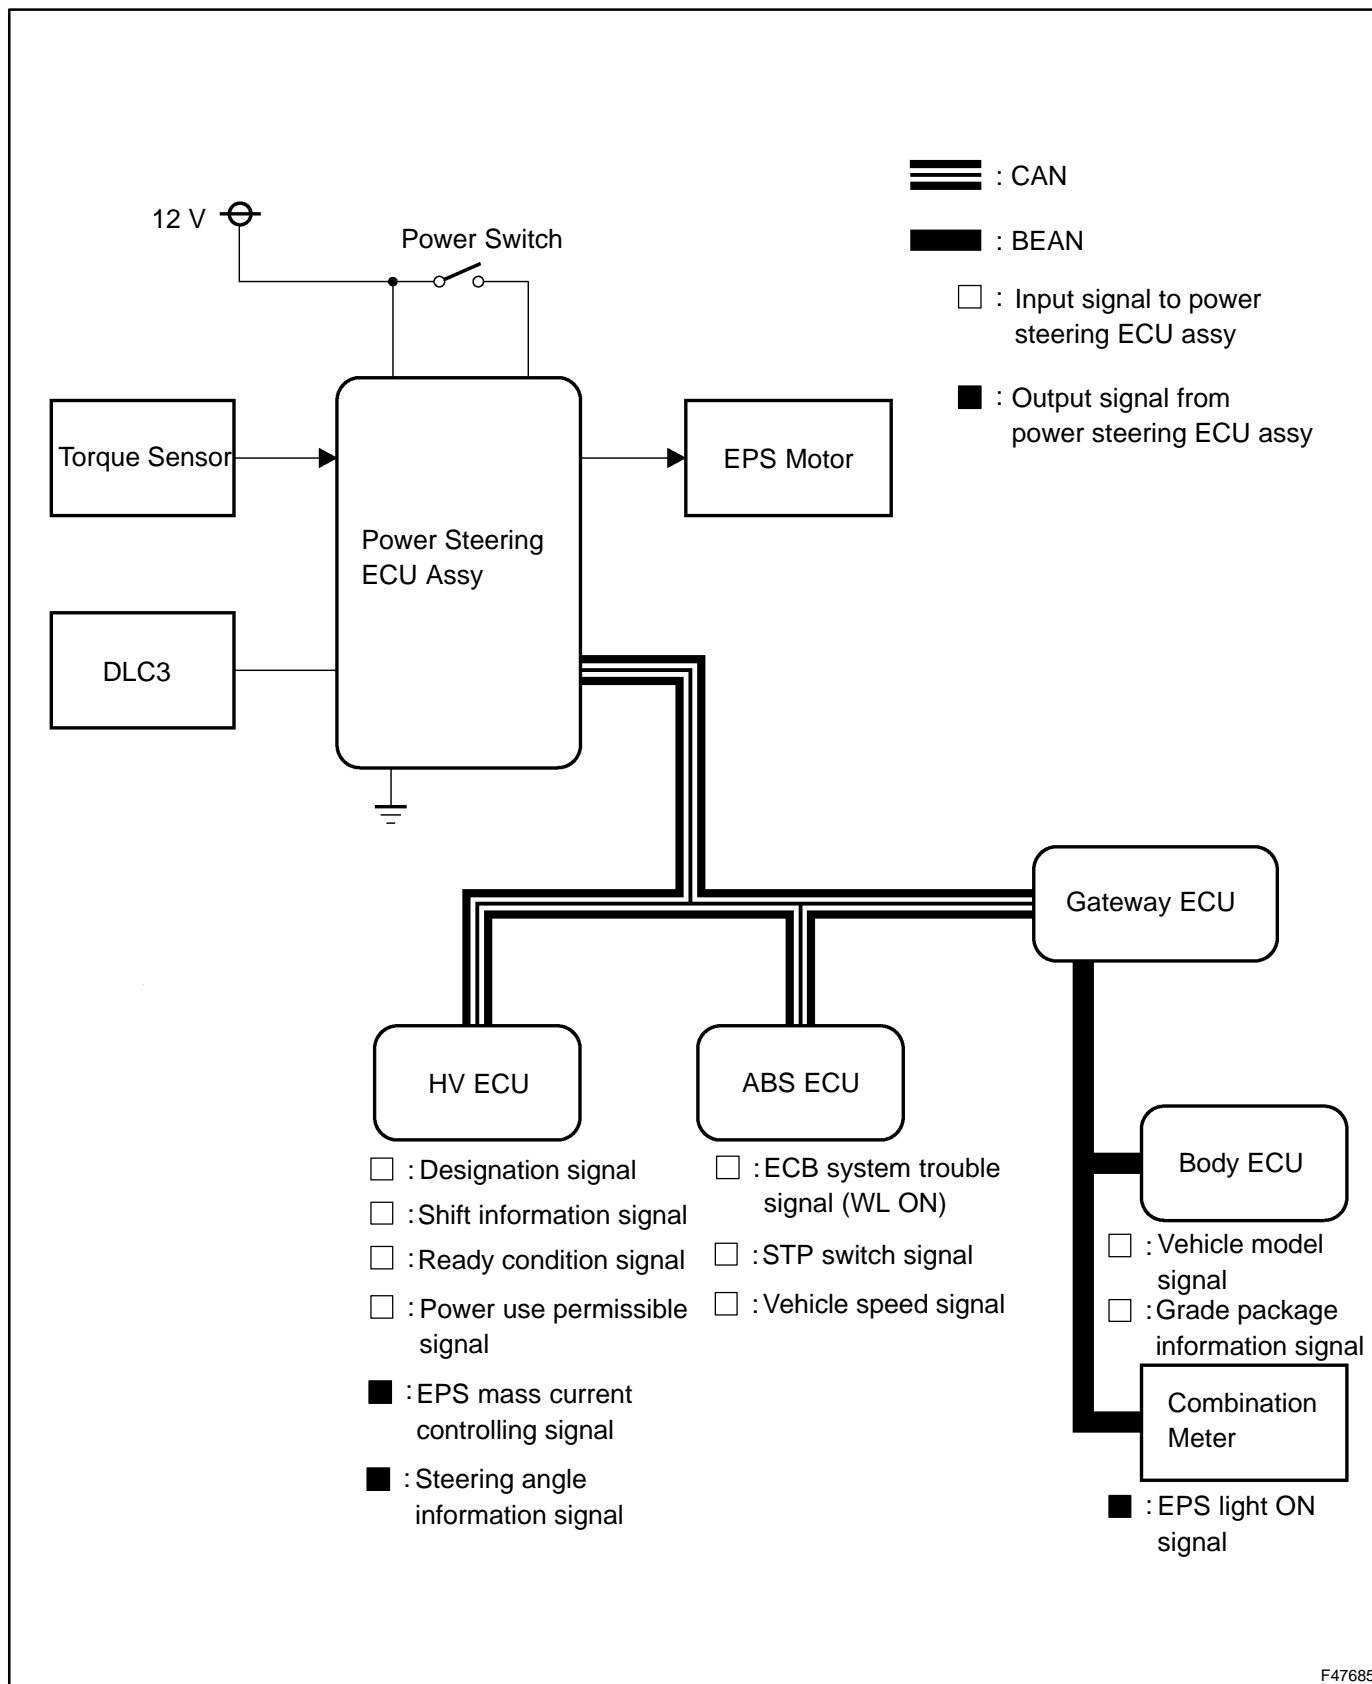 : CAN
12 V
Power Switch
: BEAN
: Input signal to power
steering ECU assy
: Output signal from
power steering ECU assy
Torque Sensor
EPS Motor
Power Steering
ECU Assy
DLC3
Gateway ECU
HV ECU
ABS ECU
Body ECU
: Designation signal
: Shift information signal
: Ready condition signal
: Power use permissible
signal
: EPS mass current
controlling signal
: Steering angle
information signal
: ECB system trouble
signal (WL ON)
: STP switch signal
: Vehicle speed signal
: Vehicle model
signal
: Grade package
information signal
Combination
Meter
: EPS light ON
signal
F47685